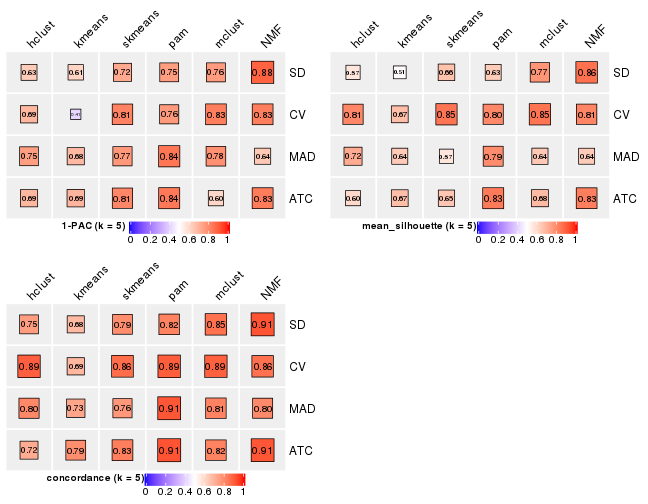 hclust kmeans skmeans pam mclust NMF
0.63 0.61 0.72 0.75 0.76 0.88 SD
0.69 0.81 0.76 0.83 0.83 CV
0.75 0.68 0.77 0.84 0.78 0.64 MAD
0.69 0.69 0.81 0.84 0.60 0.83 ATC
1-PAC (k = 5)
0 0.2 0.4 0.6 0.8 1
hclust kmeans skmeans pam mclust NMF
0.57 0.51 0.66 0.63 0.77 0.86 SD
0.81 0.67 0.85 0.80 0.85 0.81 CV
0.72 0.64 0.57 0.79 0.64 0.64 MAD
0.60 0.67 0.65 0.83 0.68 0.83 ATC
mean_silhouette (k = 5)
0 0.2 0.4 0.6 0.8 1
hclust kmeans skmeans pam mclust NMF
0.75 0.68 0.79 0.82 0.85 0.91 SD
0.89 0.69 0.86 0.89 0.89 0.86 CV
0.80 0.73 0.76 0.91 0.81 0.80 MAD
0.72 0.79 0.83 0.91 0.82 0.91 ATC
concordance (k = 5)
0 0.2 0.4 0.6 0.8 1